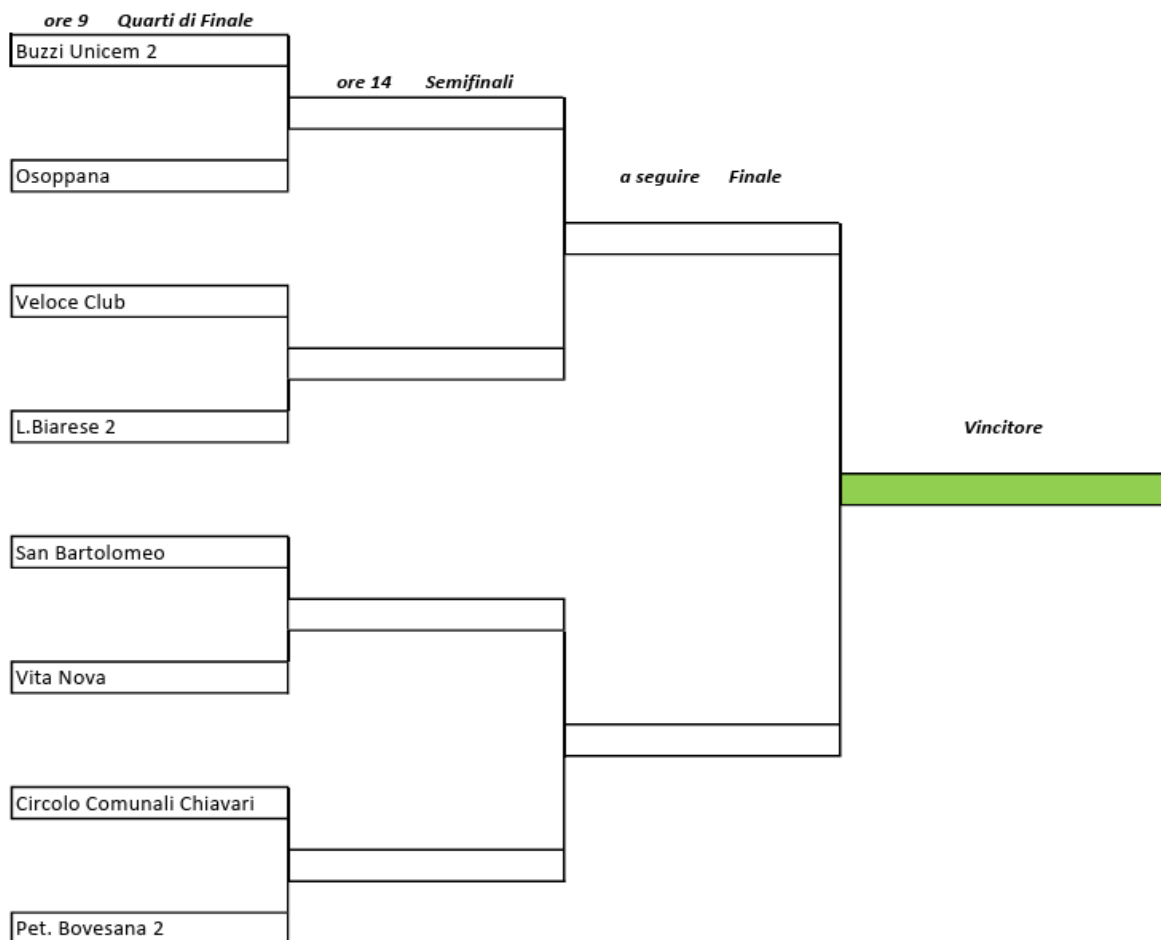 ore 9 Quarti di Finale
Buzzi Unicem 2
ore 14 Semifinali
Osoppana
a seguire Finale
Veloce Club
L.Biarese 2
Vincitore
San Bartolomeo
Vita Nova
Circolo Comunali Chiavari
Pet. Bovesana 2